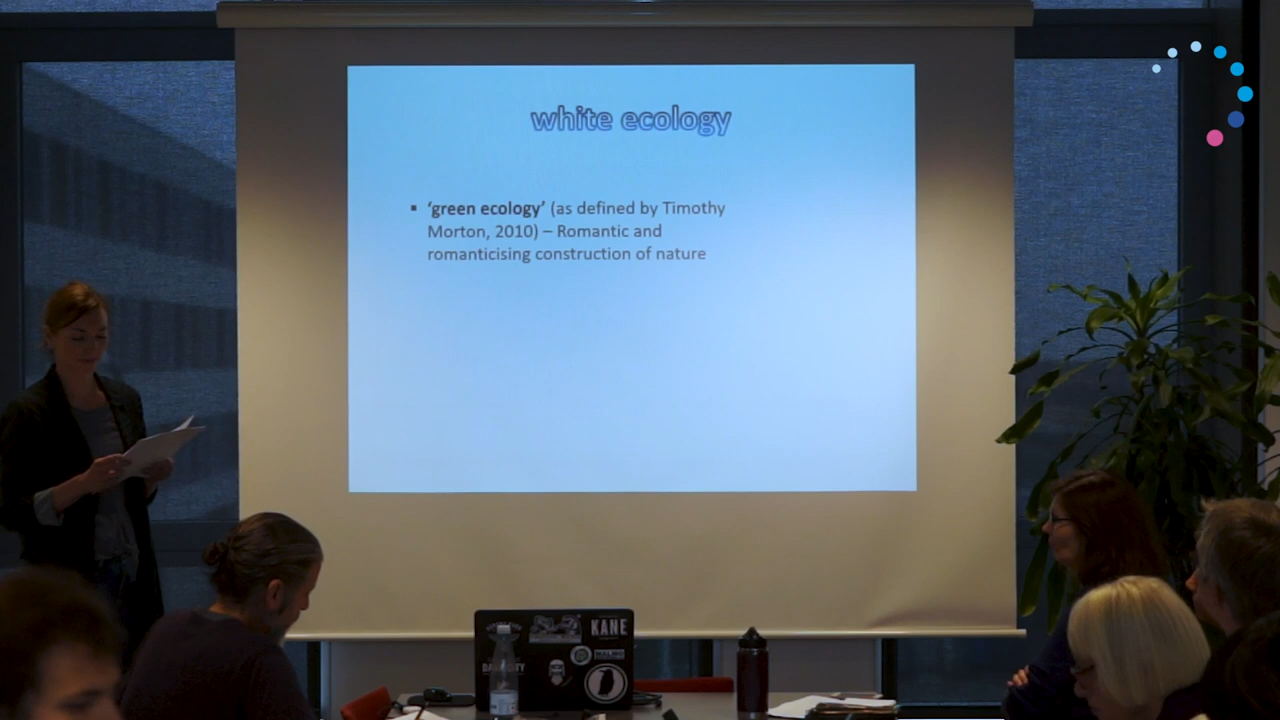 white ecology
▪ ‘green ecology’ (as defined by Timothy
Morton, 2010) – Romantic and
romanticising construction of nature
KANE